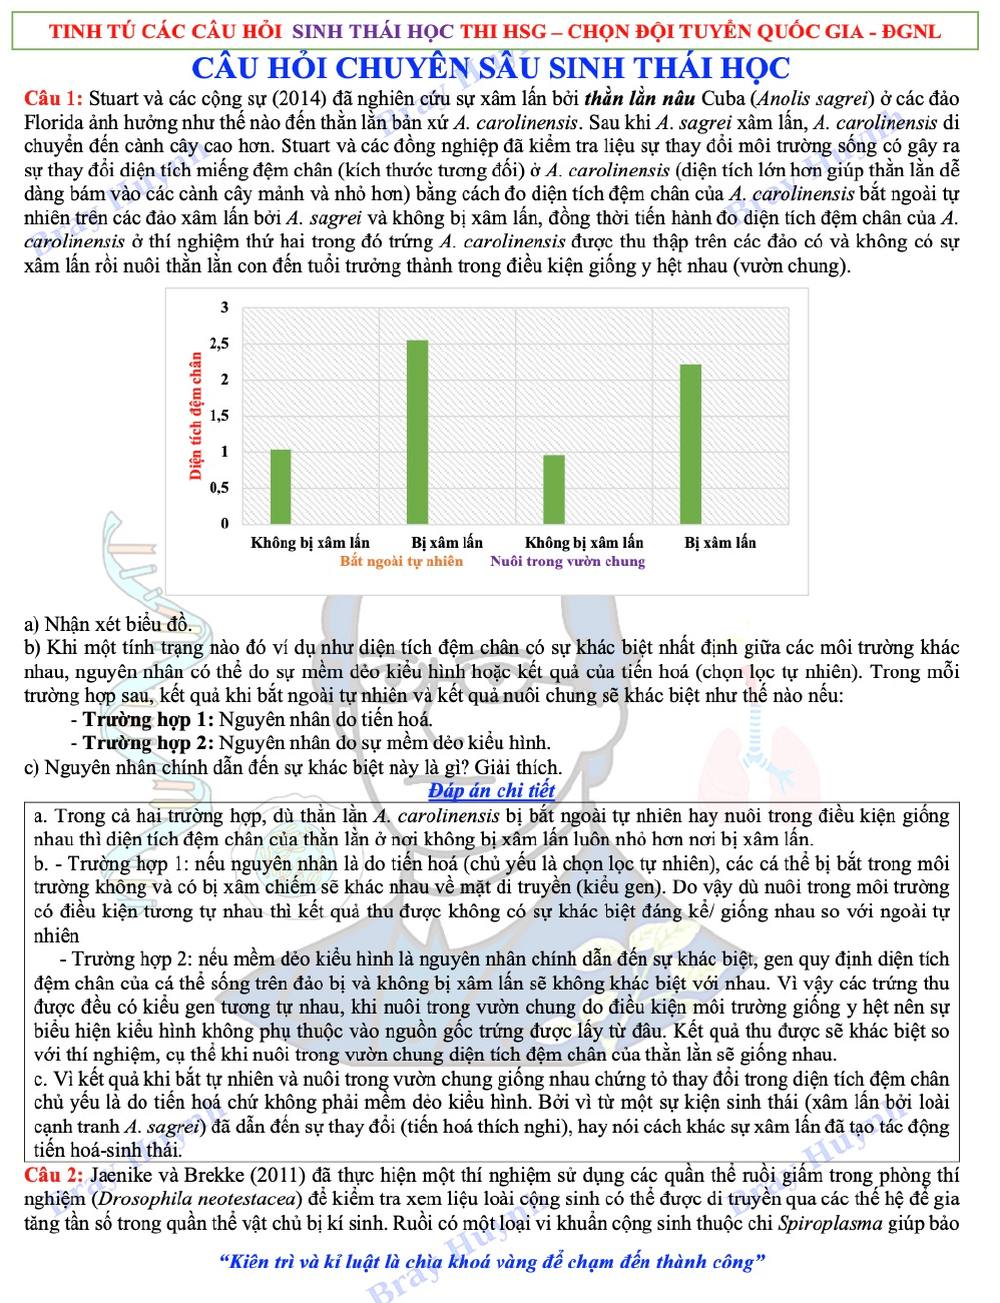 TINH TÚ CÁC CÂU HỎI SINH THÁI HỌC THI HSG – CHỌN ĐỘI TUYỂN QUỐC GIA - ĐGNL
CÂU HỎI CHUYÊN SÂU SINH THÁI HỌC
Câu 1: Stuart và các cộng sự (2014) đã nghiên cứu sự xâm lấn bởi thằn lằn nâu Cuba (Anolis sagrei) ở các đảo
Florida ảnh hưởng như thế nào đến thằn lằn bản xứ A. carolinensis. Sau khi A. sagrei xâm lấn, A. carolinensis di
chuyển đến cành cây cao hơn. Stuart và các đồng nghiệp đã kiểm tra liệu sự thay đổi môi trường sống có gây ra
sự thay đổi diện tích miếng đệm chân (kích thước tương đối) ở A. carolinensis (diện tích lớn hơn giúp thằn lằn dễ
dàng bám vào các cành cây mảnh và nhỏ hơn) bằng cách đo diện tích đệm chân của A. carolinensis bắt ngoài tự
nhiên trên các đảo xâm lấn bởi A. sagrei và không bị xâm lấn, đồng thời tiến hành đo diện tích đệm chân của A.
carolinensis ở thí nghiệm thứ hai trong đó trứng A. carolinensis được thu thập trên các đảo có và không có sự
xâm lấn rồi nuôi thằn lằn con đến tuổi trưởng thành trong điều kiện giống y hệt nhau (vườn chung).
Diện tích đệm chân
3
2,5
2
1,5
1
0,5
0
Không bị xâm lấn Bị xâm lấn Không bị xâm lấn Bị xâm lấn
Bắt ngoài tự nhiên Nuôi trong vườn chung
a) Nhận xét biểu đồ.
b) Khi một tính trạng nào đó ví dụ như diện tích đệm chân có sự khác biệt nhất định giữa các môi trường khác
nhau, nguyên nhân có thể do sự mềm dẻo kiểu hình hoặc kết quả của tiến hoá (chọn lọc tự nhiên). Trong mỗi
trường hợp sau, kết quả khi bắt ngoài tự nhiên và kết quả nuôi chung sẽ khác biệt như thế nào nếu:
- Trường hợp 1: Nguyên nhân do tiến hoá.
- Trường hợp 2: Nguyên nhân do sự mềm dẻo kiểu hình.
c) Nguyên nhân chính dẫn đến sự khác biệt này là gì? Giải thích.
Đáp án chi tiết
a. Trong cả hai trường hợp, dù thằn lằn A. carolinensis bị bắt ngoài tự nhiên hay nuôi trong điều kiện giống
nhau thì diện tích đệm chân của thằn lằn ở nơi không bị xâm lấn luôn nhỏ hơn nơi bị xâm lấn.
b. - Trường hợp 1: nếu nguyên nhân là do tiến hoá (chủ yếu là chọn lọc tự nhiên), các cá thể bị bắt trong môi
trường không và có bị xâm chiếm sẽ khác nhau về mặt di truyền (kiểu gen). Do vậy dù nuôi trong môi trường
có điều kiện tương tự nhau thì kết quả thu được không có sự khác biệt đáng kể/ giống nhau so với ngoài tự
nhiên
- Trường hợp 2: nếu mềm dẻo kiểu hình là nguyên nhân chính dẫn đến sự khác biệt, gen quy định diện tích
đệm chân của cá thể sống trên đảo bị và không bị xâm lấn sẽ không khác biệt với nhau. Vì vậy các trứng thu
được đều có kiểu gen tương tự nhau, khi nuôi trong vườn chung do điều kiện môi trường giống y hệt nên sự
biểu hiện kiểu hình không phụ thuộc vào nguồn gốc trứng được lấy từ đâu. Kết quả thu được sẽ khác biệt so
với thí nghiệm, cụ thể khi nuôi trong vườn chung diện tích đệm chân của thằn lằn sẽ giống nhau.
c. Vì kết quả khi bắt tự nhiên và nuôi trong vườn chung giống nhau chứng tỏ thay đổi trong diện tích đệm chân
chủ yếu là do tiến hoá chứ không phải mềm dẻo kiểu hình. Bởi vì từ một sự kiện sinh thái (xâm lấn bởi loài
cạnh tranh A. sagrei) đã dẫn đến sự thay đổi (tiến hoá thích nghi), hay nói cách khác sự xâm lấn đã tạo tác động
tiến hoá-sinh thái.
Câu 2: Jaenike và Brekke (2011) đã thực hiện một thí nghiệm sử dụng các quần thể ruồi giấm trong phòng thí
nghiệm (Drosophila neotestacea) để kiểm tra xem liệu loài cộng sinh có thể được di truyền qua các thế hệ để gia
tăng tần số trong quần thể vật chủ bị kí sinh. Ruồi có một loại vi khuẩn cộng sinh thuộc chi Spiroplasma giúp bảo
“Kiên trì và kỉ luật là chìa khoá vàng để chạm đến thành công”
Bray Huynh
Bray Huynh
Bray Huynh
Bray Huynh
Bray Huynh
Bray Huynh
Bray Huynh
Bray Huynh